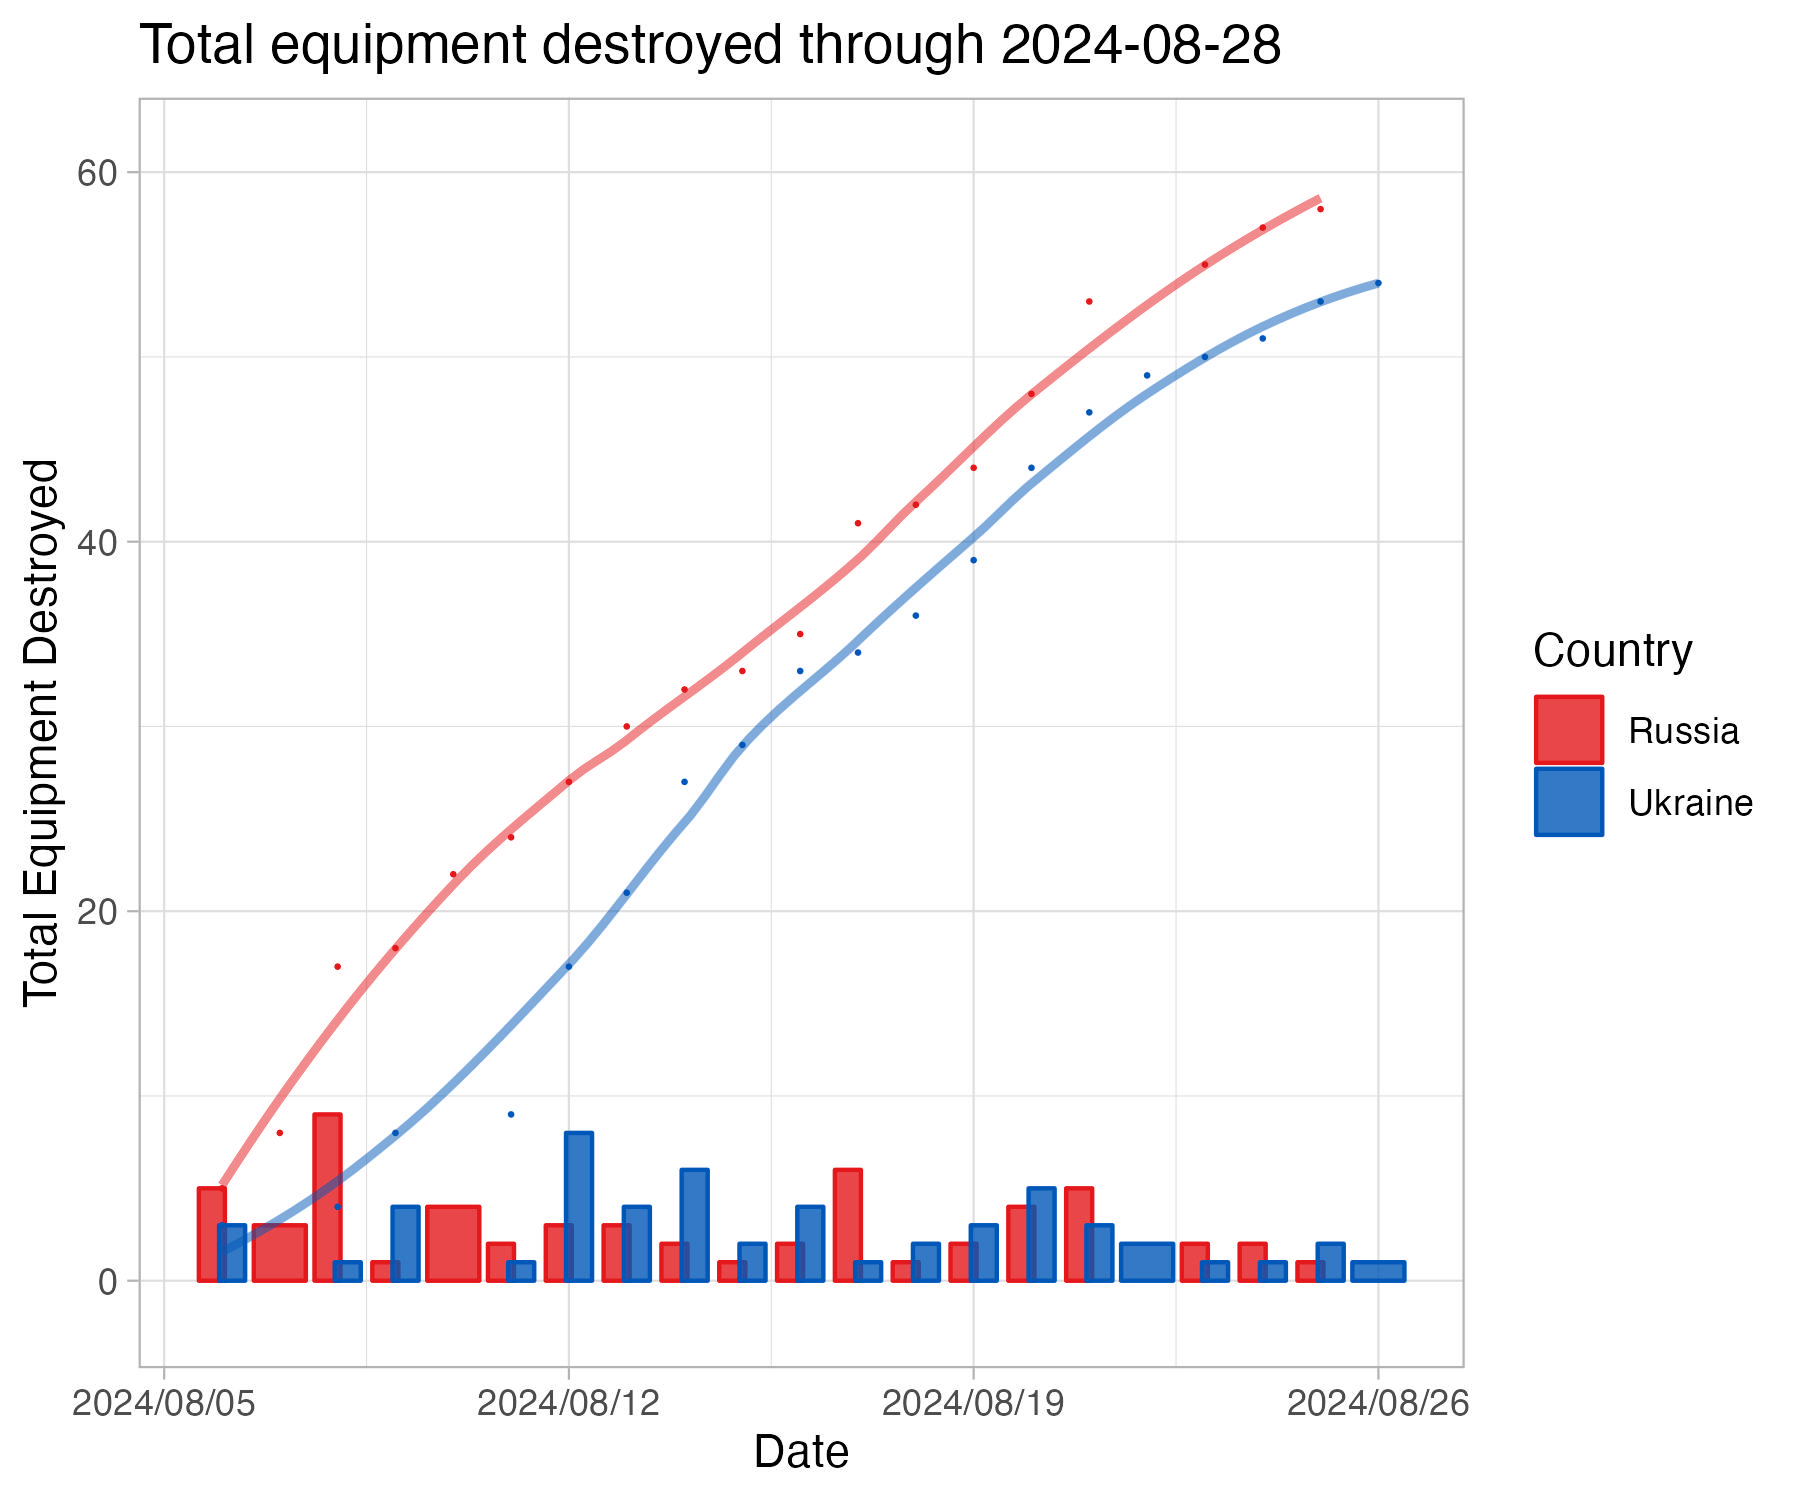 Total equipment destroyed through 2024-08-28
Total Equipment Destroyed
60
40
20
0
2024/08/05
2024/08/12
2024/08/19
2024/08/26
Date
Country
Russia
Ukraine